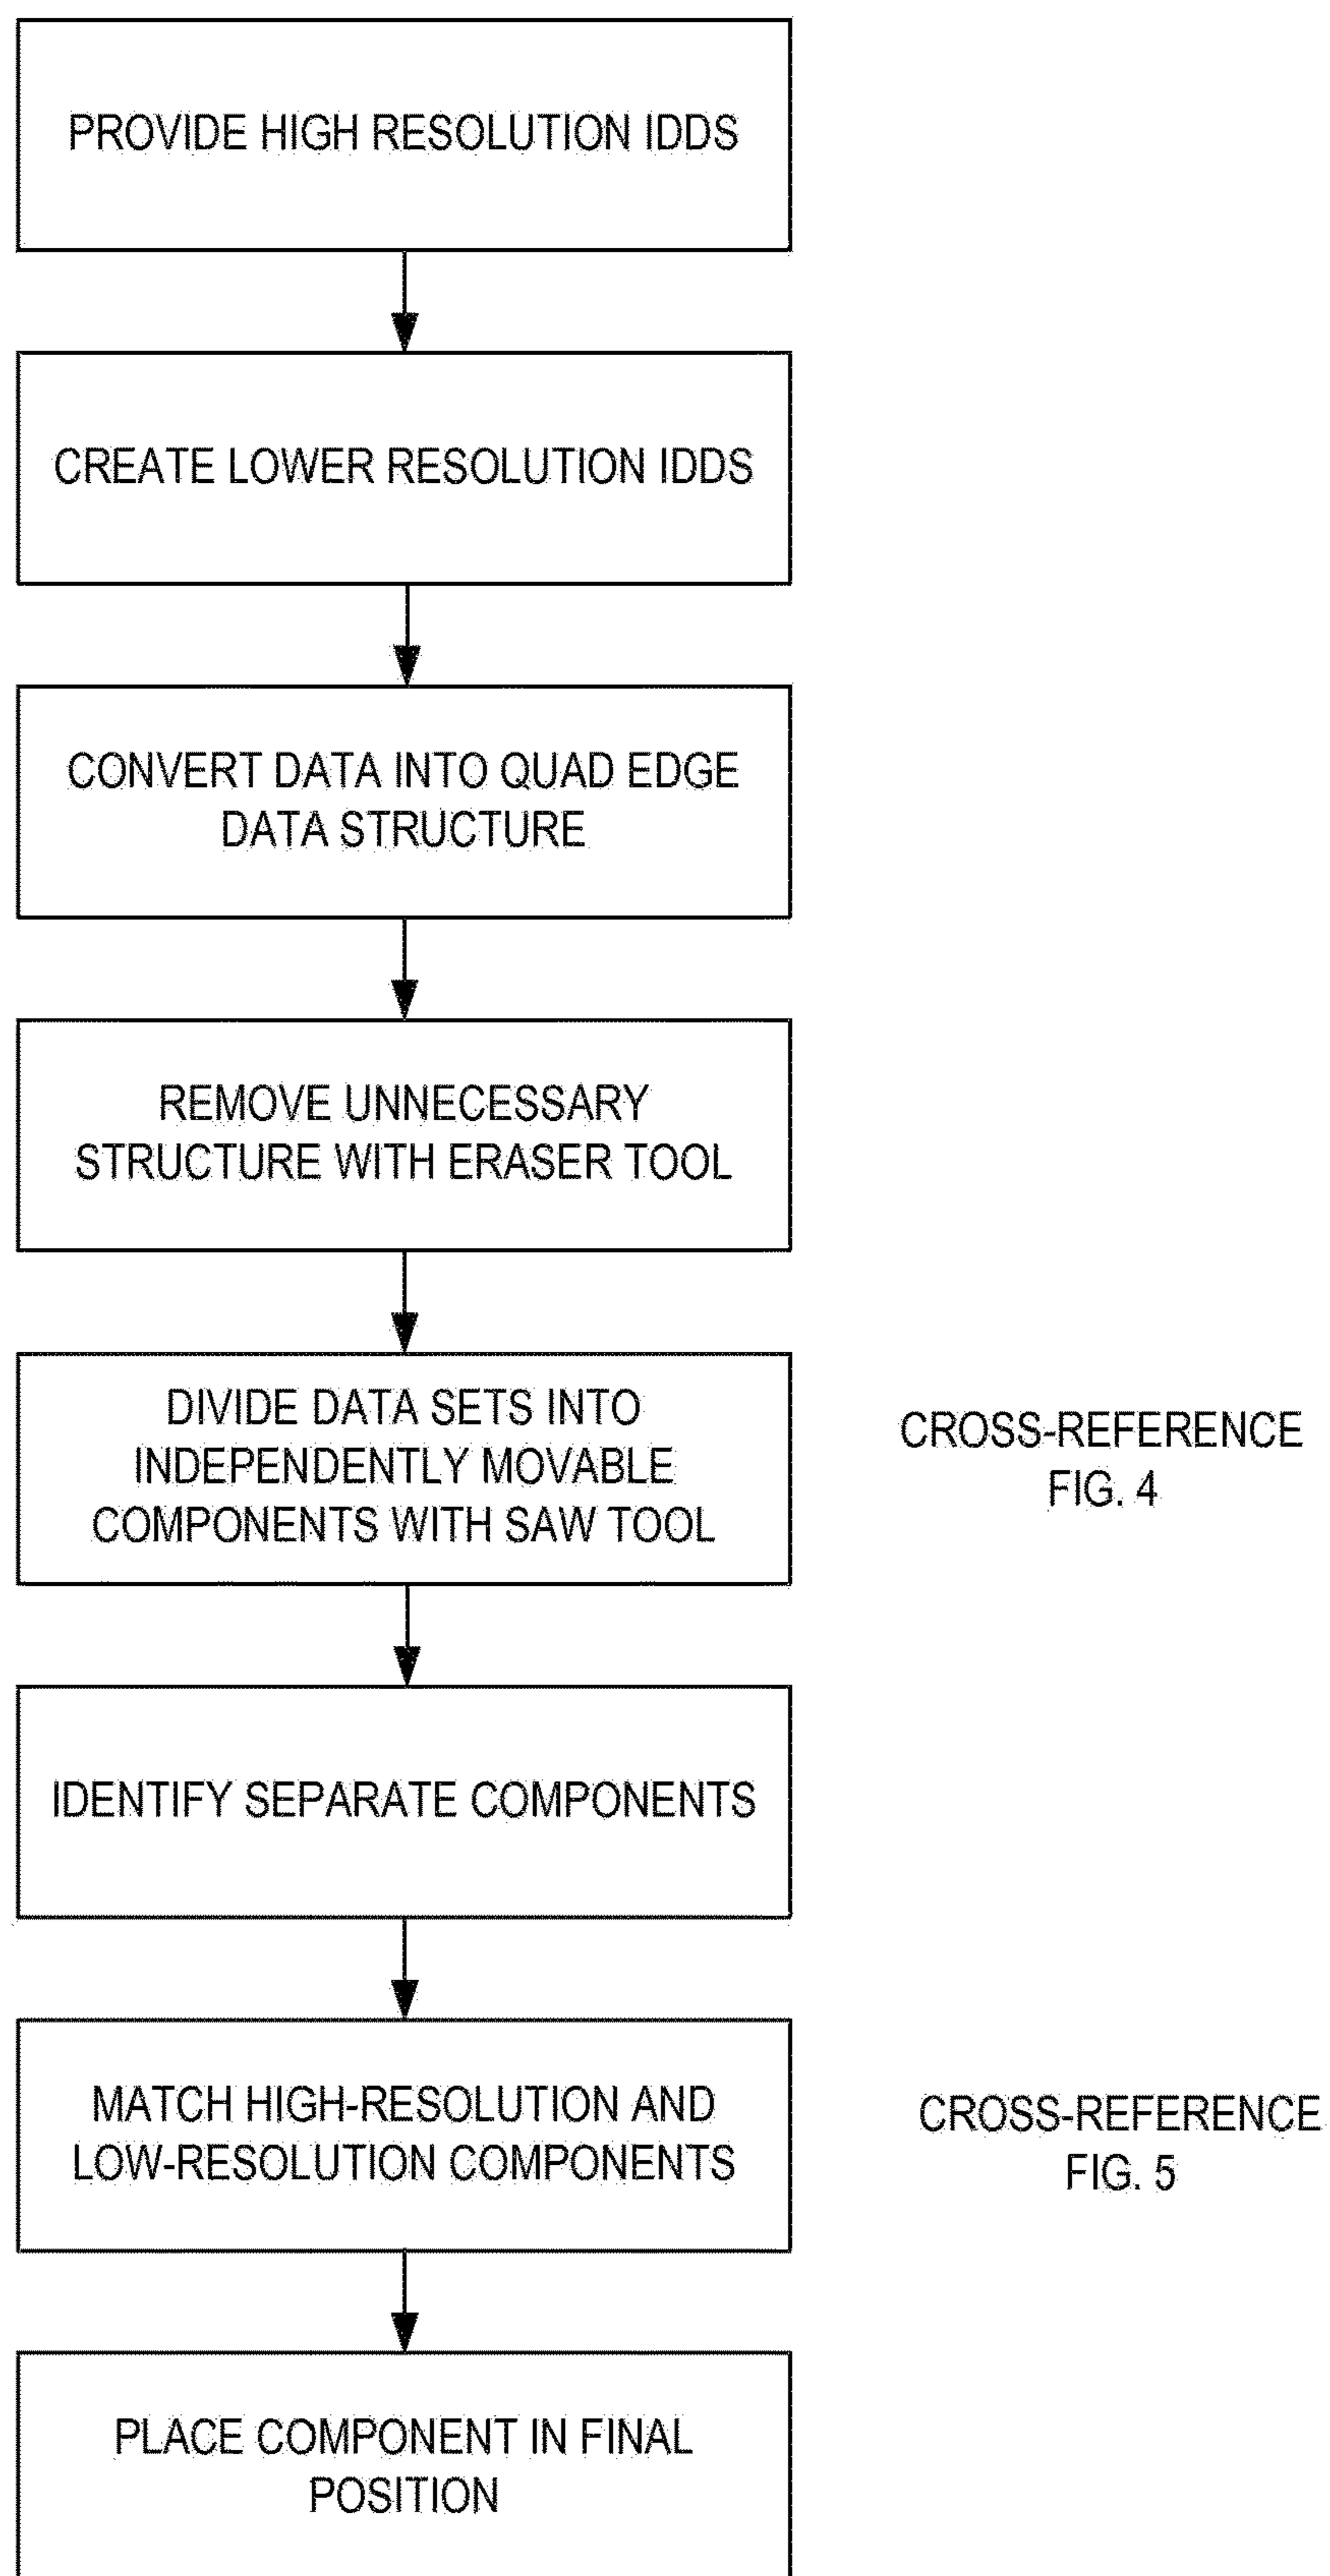 PROVIDE HIGH RESOLUTION IDDS
CREATE LOWER RESOLUTION IDDS
CONVERT DATA INTO QUAD EDGE
DATA STRUCTURE
REMOVE UNNECESSARY
STRUCTURE WITH ERASER TOOL
DIVIDE DATA SETS INTO
INDEPENDENTLY MOVABLE
COMPONENTS WITH SAW TOOL
CROSS-REFERENCE
FIG. 4
IDENTIFY SEPARATE COMPONENTS
MATCH HIGH-RESOLUTION AND
LOW-RESOLUTION COMPONENTS
CROSS-REFERENCE
FIG. 5
PLACE COMPONENT IN FINAL
POSITION